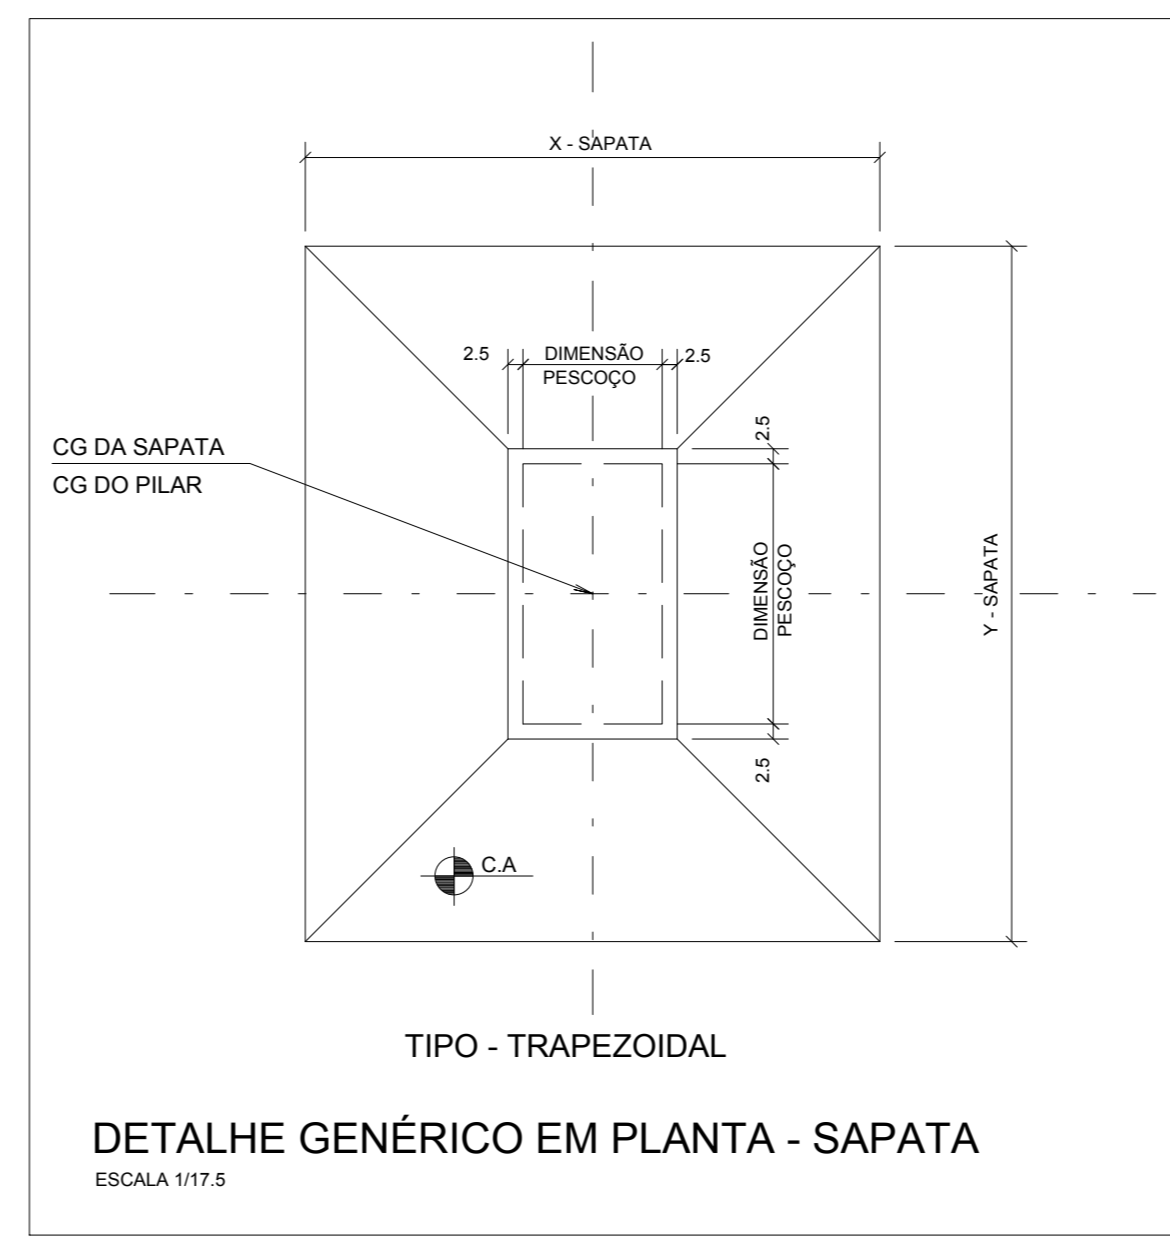 X - SAPATA
2.5
DIMENSÃO
PESCOÇO
2.5
2.5
CG DA SAPATA
CG DO PILAR
DIMENSÃO
PESCOÇO
Y - SAPATA
2.5
C.A
TIPO - TRAPEZOIDAL
DETALHE GENÉRICO EM PLANTA - SAPATA
ESCALA 1/17.5